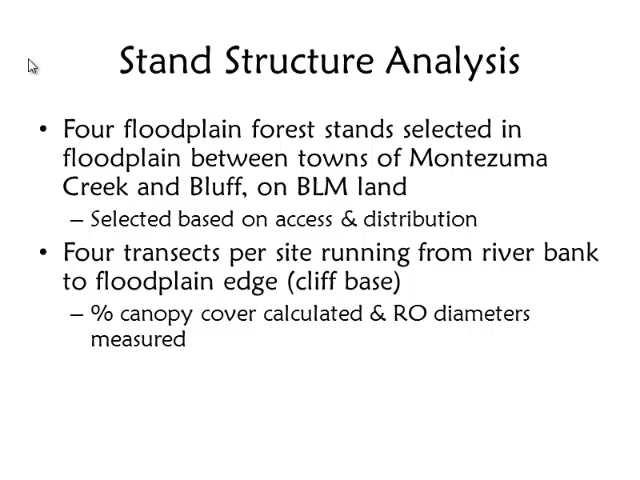 Stand Structure Analysis
• Four floodplain forest stands selected in
floodplain between towns of Montezuma
Creek and Bluff, on BLM land
– Selected based on access & distribution
• Four transects per site running from river bank
to floodplain edge (cliff base)
– % canopy cover calculated & RO diameters
measured